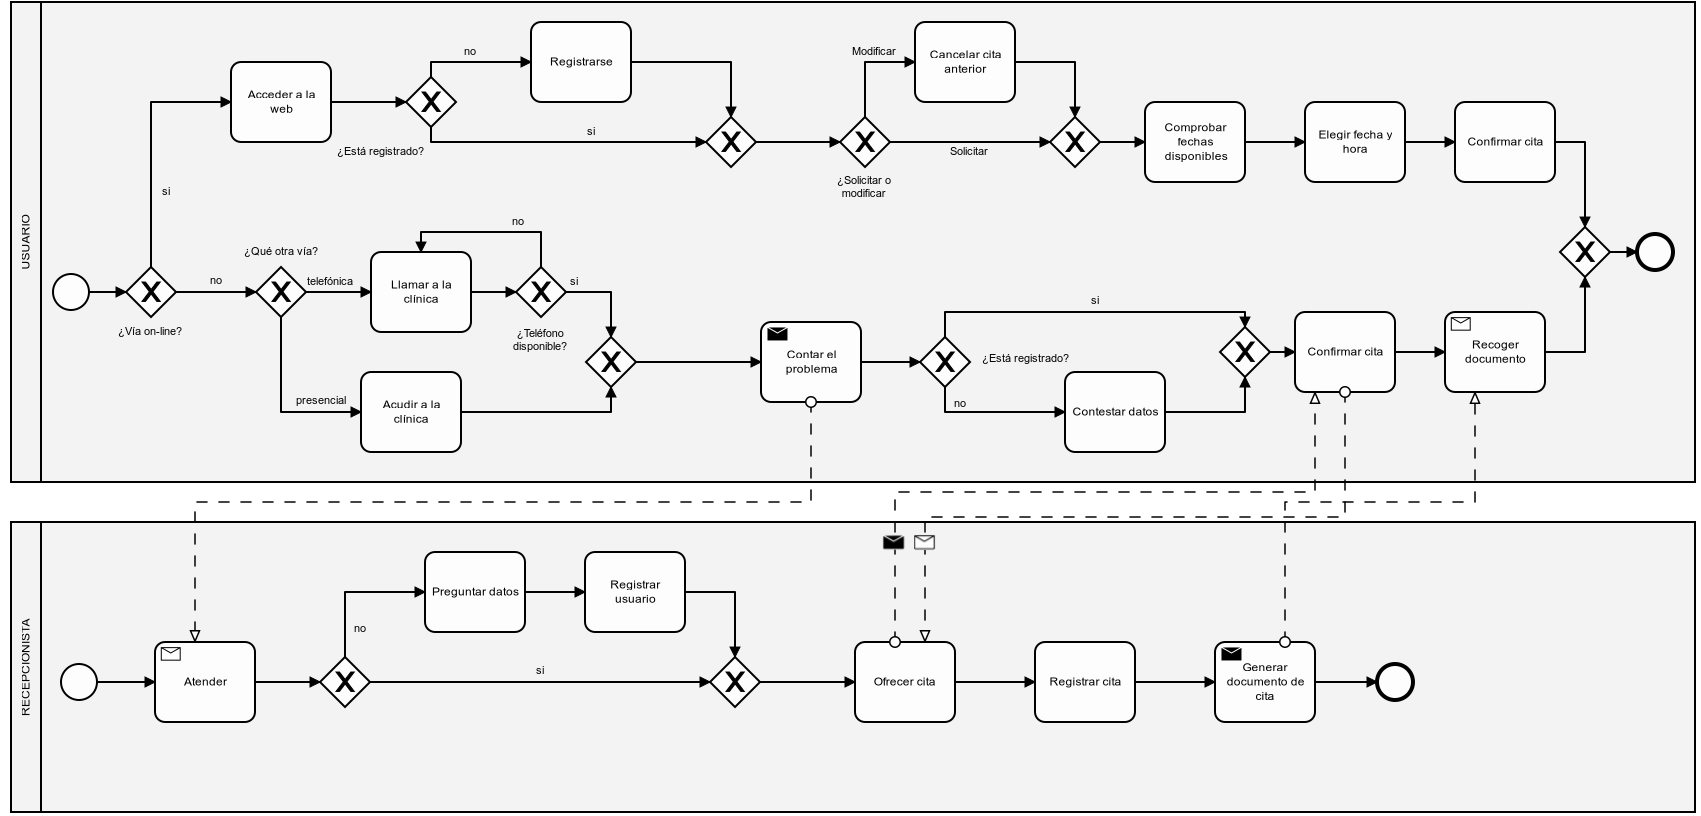 USUARIO
no
Registrarse
Modificar
Cancelar cita
anterior
Acceder a la
web
¿Está registrado?
si
¿Solicitar o
modificar
Solicitar
Comprobar
fechas
disponibles
Elegir fecha y
hora
Confirmar cita
si
¿Vía on-line?
no
¿Qué otra vía?
telefónica
Llamar a la
clínica
no
¿Teléfono
disponible?
si
presencial
Acudir a la
clínica
Contar el
problema
¿Está registrado?
si
no
Contestar datos
Confirmar cita
Recoger
documento
RECEPCIONISTA
Atender
no
Preguntar datos
Registrar
usuario
si
Ofrecer cita
Registrar cita
Generar
documento de
cita